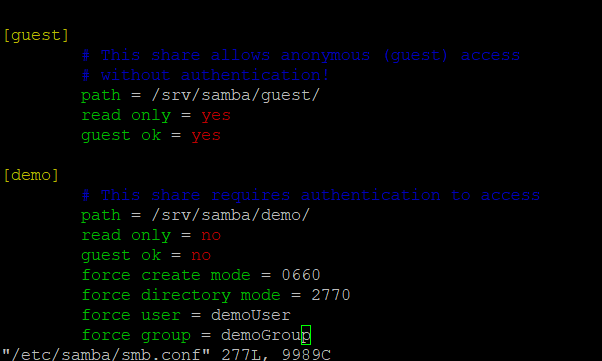 [guest]
# This share allows anonymous (guest) access
# without authentication!
path = /srv/samba/guest/
read only = yes
guest ok = yes
[demo]
# This share requires authentication to access
path = /srv/samba/demo/
read only = no
guest ok = no
force create mode = 0660
force directory mode = 2770
force user = demoUser
force group = demoGroup
"/etc/samba/smb.conf" 277L, 9989C